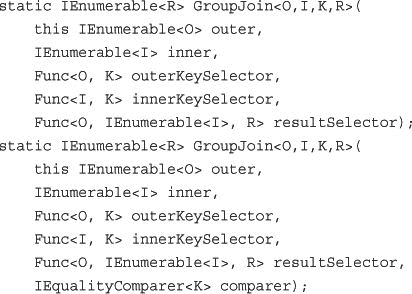 static IEnumerable<R> GroupJoin<O,I,K,R>(
    this IEnumerable<O> outer,
    IEnumerable<I> inner,
    Func<O, K> outerKeySelector,
    Func<I, K> innerKeySelector,
    Func<O, IEnumerable<I>, R> resultSelector);
static IEnumerable<R> GroupJoin<O,I,K,R>(
    this IEnumerable<O> outer,
    IEnumerable<I> inner,
    Func<O, K> outerKeySelector,
    Func<I, K> innerKeySelector,
    Func<O, IEnumerable<I>, R> resultSelector,
    IEqualityComparer<K> comparer);